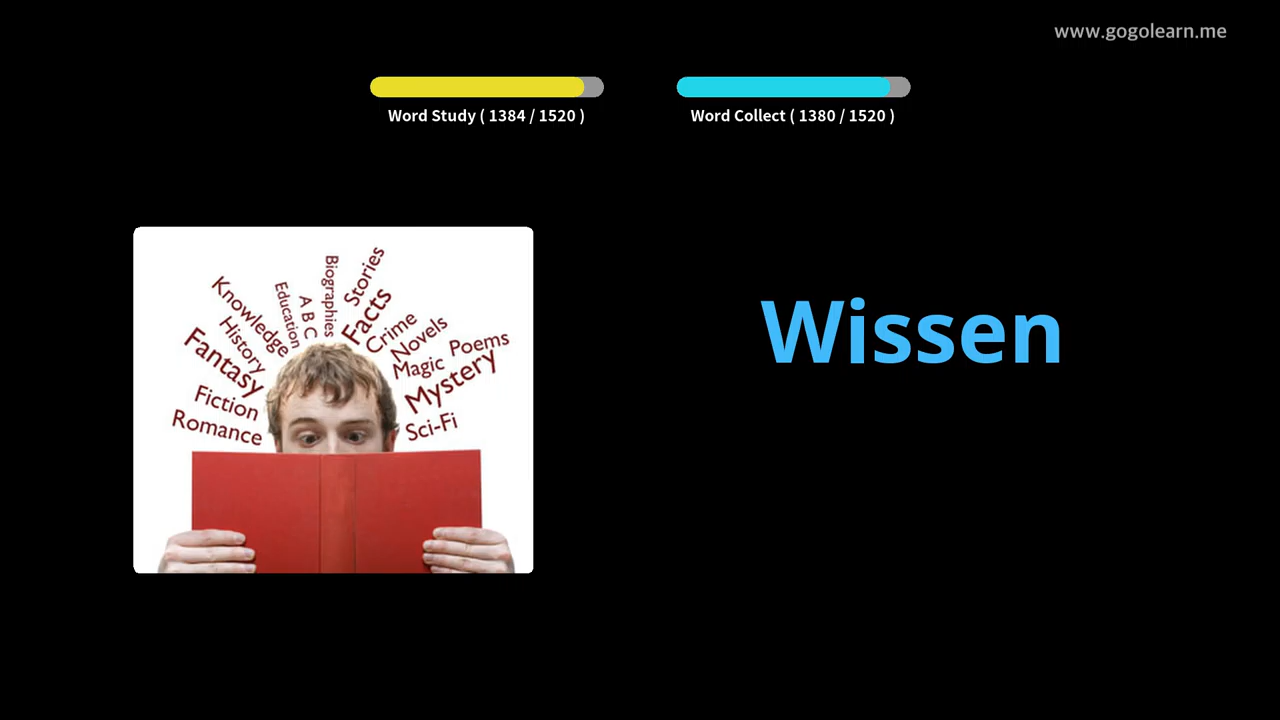 www.gogolearn.me
Word Study ( 1384 / 1520 )
Word Collect ( 1380 / 1520 )
Wissen
Romance
Fiction
Fantasy
History
Knowledge
Education
A B C
Biographies
Stories
Facts
Crime
Novels
Poems
Magic
Mystery
Sci-Fi